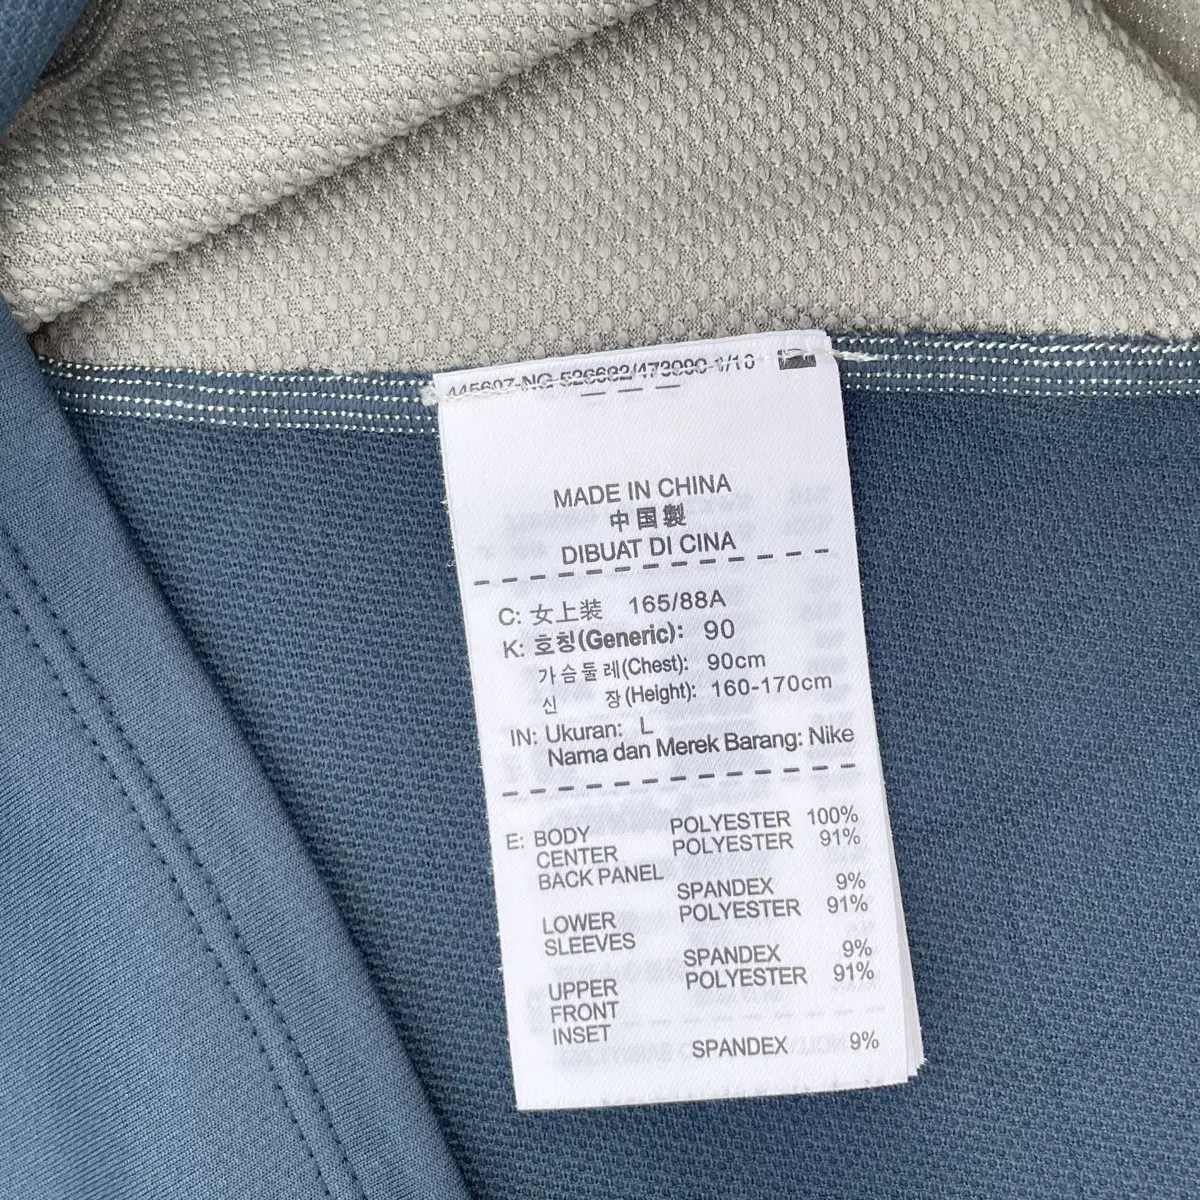 MADE IN CHINA
中国製
DIBUAT DI CINA
C: 女上装 165/88A
K: 호칭(Generic): 90
가슴둘레(Chest): 90cm
신 장(Height): 160-170cm
IN: Ukuran: L
Nama dan Merek Barang: Nike
E: BODY POLYESTER 100%
CENTER POLYESTER 91%
BACK PANEL
SPANDEX 9%
LOWER POLYESTER 91%
SLEEVES
SPANDEX 9%
UPPER POLYESTER 91%
FRONT
INSET
SPANDEX 9%